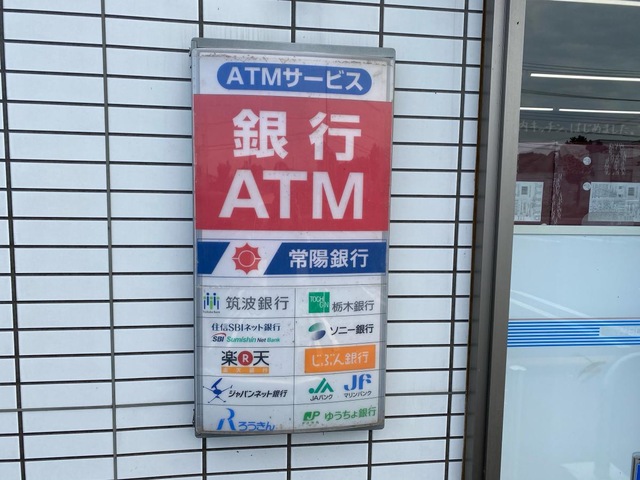 ATMサービス
銀行
ATM
常陽銀行
筑波銀行
TOCHIGIN 栃木銀行
住信SBIネット銀行
SBI Sumishin Net Bank
ソニー銀行
楽R天
じぶん銀行
ジャパンネット銀行
JA
JAバンク
JF
マリンバンク
Rろうきん
JP ゆうちょ銀行